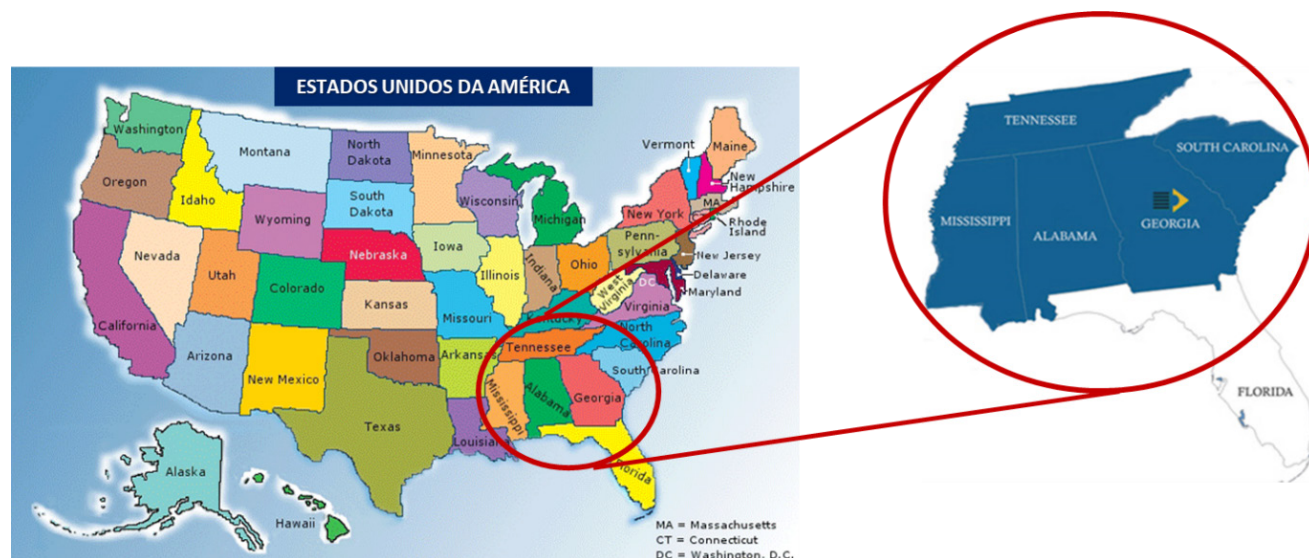 ESTADOS UNIDOS DA AMÉRICA
Washington
Oregon
California
Nevada
Idaho
Montana
Wyoming
Utah
Arizona
Colorado
New Mexico
North
Dakota
South
Dakota
Nebraska
Kansas
Oklahoma
Texas
Minnesota
Iowa
Missouri
Arkansas
Louisiana
Wisconsin
Illinois
Michigan
Indiana
Ohio
Kentucky
Tennessee
Mississippi
Alabama
Georgia
Florida
South Carolina
North
Carolina
Virginia
West
Virginia
DC
Penn-
sylvania
New York
Vermont
Maine
New
Hampshire
MA
Rhode
Island
New Jersey
Delaware
Maryland
Alaska
Hawaii
MA = Massachusetts
CT = Connecticut
DC = Washington, D.C.
TENNESSEE
SOUTH CAROLINA
MISSISSIPPI
ALABAMA
GEORGIA
FLORIDA